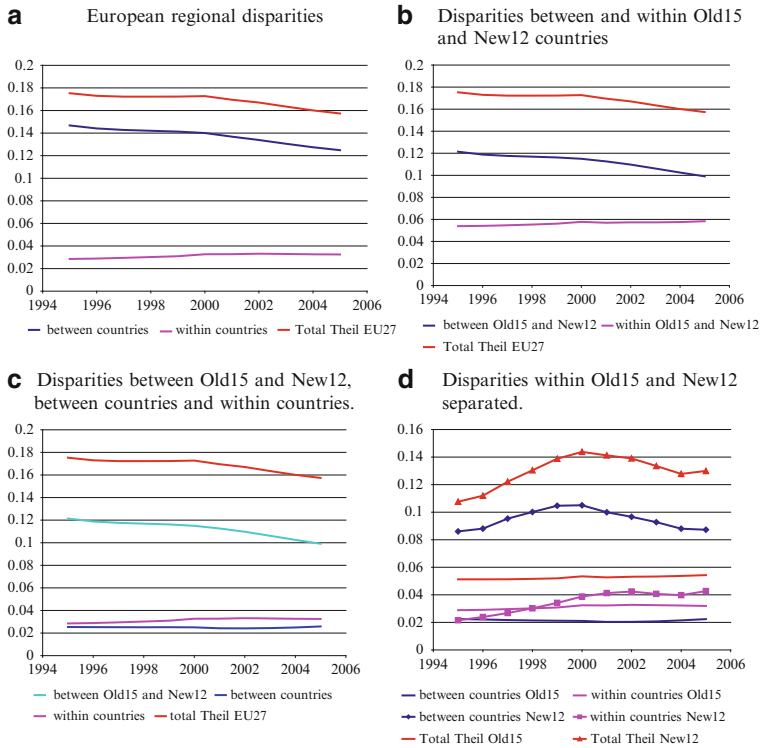 a European regional disparities
0.2
0.18
0.16
0.14
0.12
0.1
0.08
0.06
0.04
0.02
0
1994 1996 1998 2000 2002 2004 2006
between countries within countries Total Theil EU27
b Disparities between and within Old15
and New12 countries
0.2
0.18
0.16
0.14
0.12
0.1
0.08
0.06
0.04
0.02
0
1994 1996 1998 2000 2002 2004 2006
between Old15 and New12 within Old15 and New12
Total Theil EU27
c Disparities between Old15 and New12,
between countries and within countries.
0.2
0.18
0.16
0.14
0.12
0.1
0.08
0.06
0.04
0.02
0
1994 1996 1998 2000 2002 2004 2006
between Old15 and New12 between countries
within countries total Theil EU27
d Disparities within Old15 and New12
separated.
0.16
0.14
0.12
0.1
0.08
0.06
0.04
0.02
0
1994 1996 1998 2000 2002 2004 2006
between countries Old15 within countries Old15
between countries New12 within countries New12
Total Theil Old15 Total Theil New12